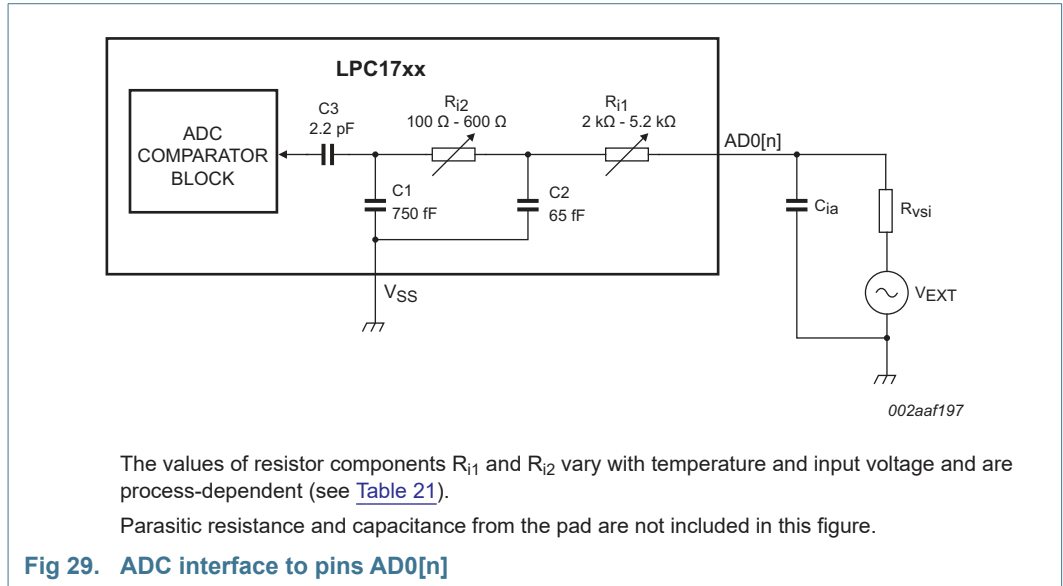 LPC17xx
ADC
COMPARATOR
BLOCK
C3
2.2 pF
Ri2
100 Ω - 600 Ω
Ri1
2 kΩ - 5.2 kΩ
AD0[n]
C1
750 fF
C2
65 fF
Cia
Rvsi
VSS
VEXT
002aaf197
The values of resistor components Ri1 and Ri2 vary with temperature and input voltage and are
process-dependent (see Table 21).
Parasitic resistance and capacitance from the pad are not included in this figure.
Fig 29. ADC interface to pins AD0[n]